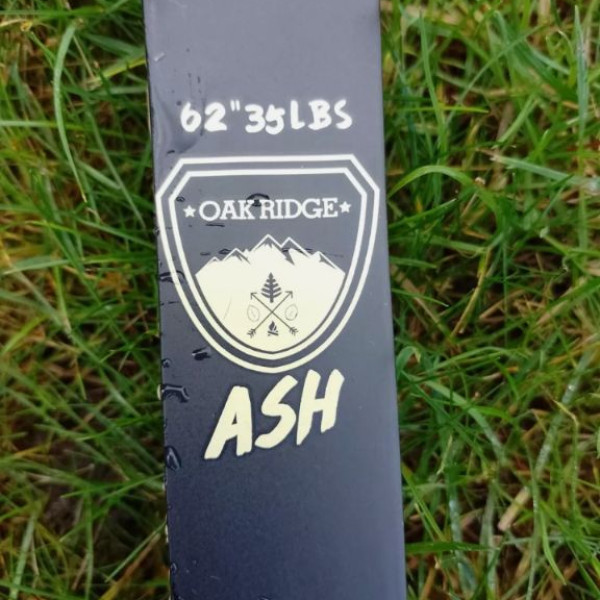 62" 35LBS
OAK RIDGE
ASH